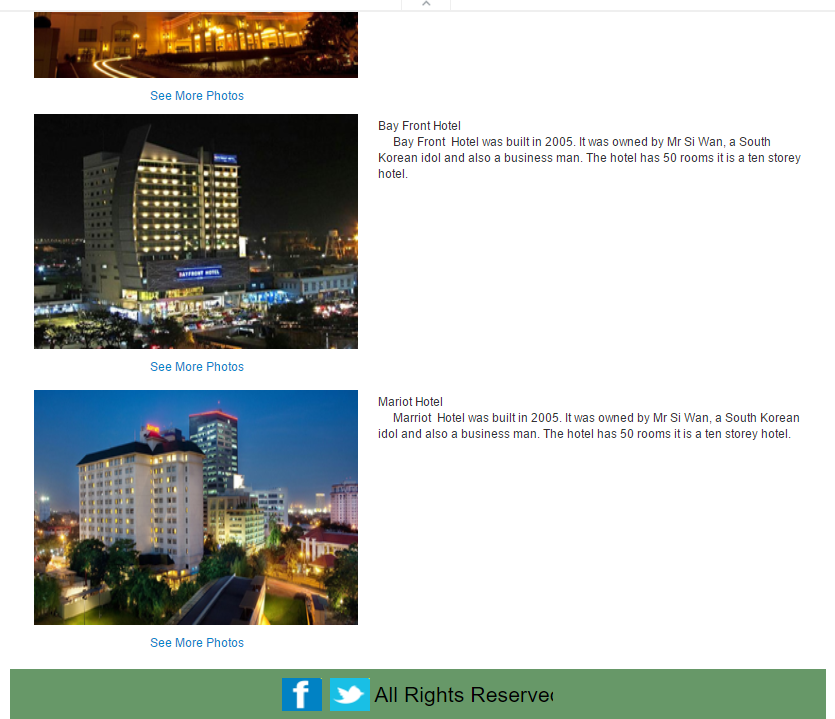 See More Photos
Bay Front Hotel
Bay Front Hotel was built in 2005. It was owned by Mr Si Wan, a South
Korean idol and also a business man. The hotel has 50 rooms it is a ten storey
hotel.
BAYFRONT HOTEL
See More Photos
Mariot Hotel
Marriot Hotel was built in 2005. It was owned by Mr Si Wan, a South Korean
idol and also a business man. The hotel has 50 rooms it is a ten storey hotel.
See More Photos
f All Rights Reserved